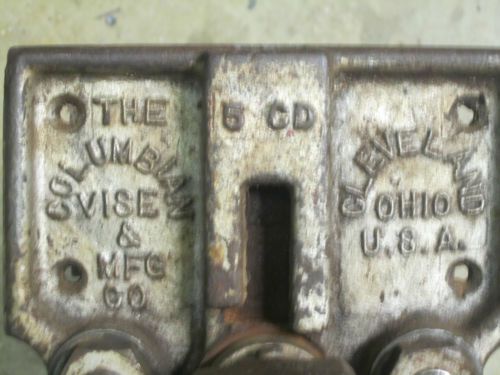 THE
COLUMBIAN
VISE
&
MFG
CO
5 CD
CLEVELAND
OHIO
U.S.A.